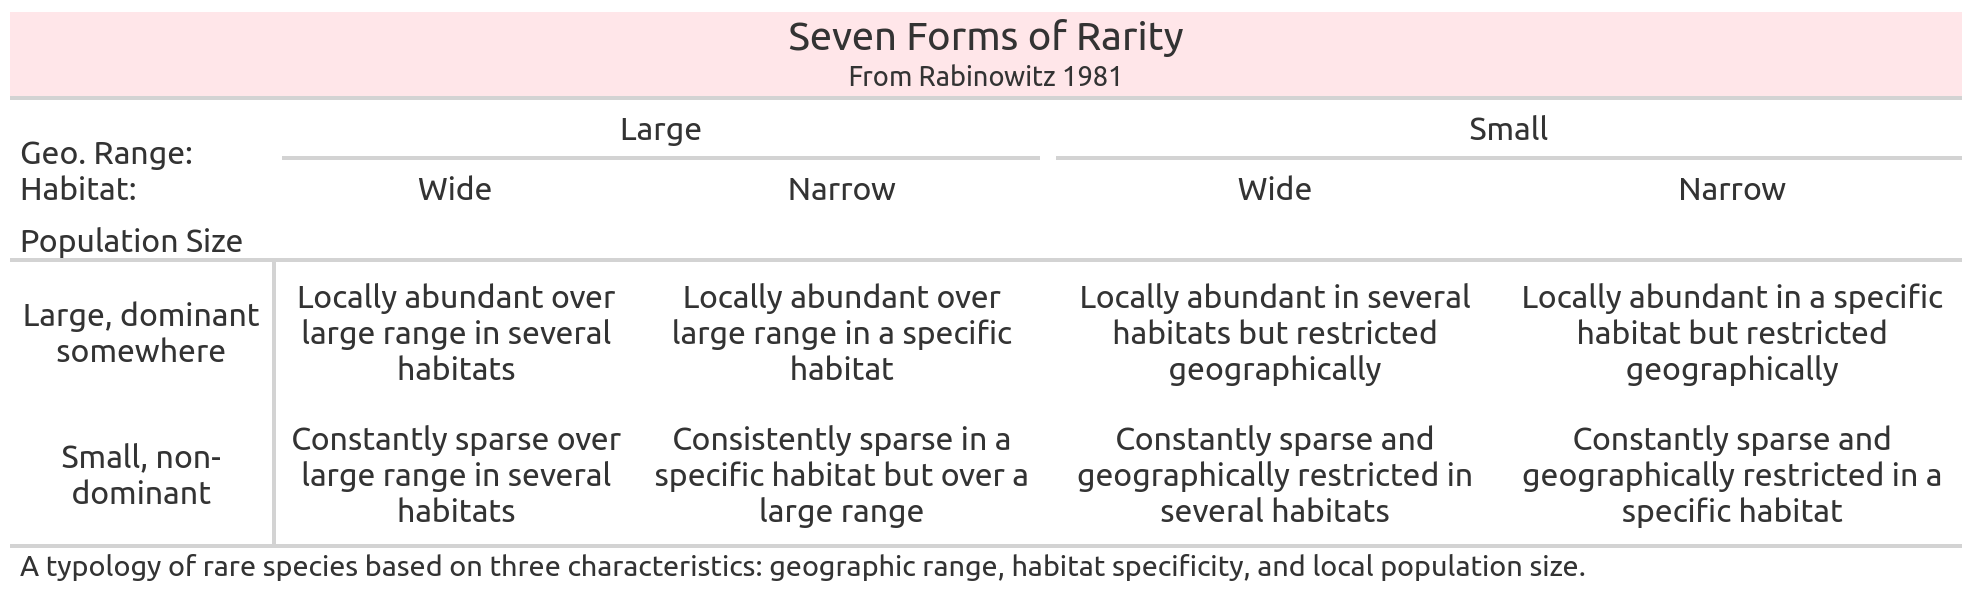 Seven Forms of Rarity
From Rabinowitz 1981
Geo. Range:
Large
Small
Habitat:
Wide
Narrow
Wide
Narrow
Population Size
Large, dominant
somewhere
Locally abundant over
large range in several
habitats
Locally abundant over
large range in a specific
habitat
Locally abundant in several
habitats but restricted
geographically
Locally abundant in a specific
habitat but restricted
geographically
Small, non-
dominant
Constantly sparse over
large range in several
habitats
Consistently sparse in a
specific habitat but over a
large range
Constantly sparse and
geographically restricted in
several habitats
Constantly sparse and
geographically restricted in a
specific habitat
A typology of rare species based on three characteristics: geographic range, habitat specificity, and local population size.